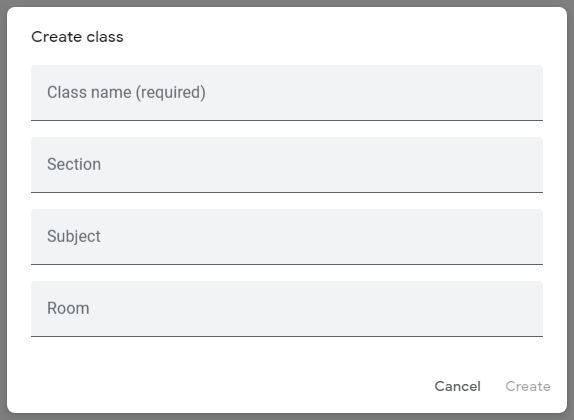 Create class
Class name (required)
Section
Subject
Room
Cancel Create